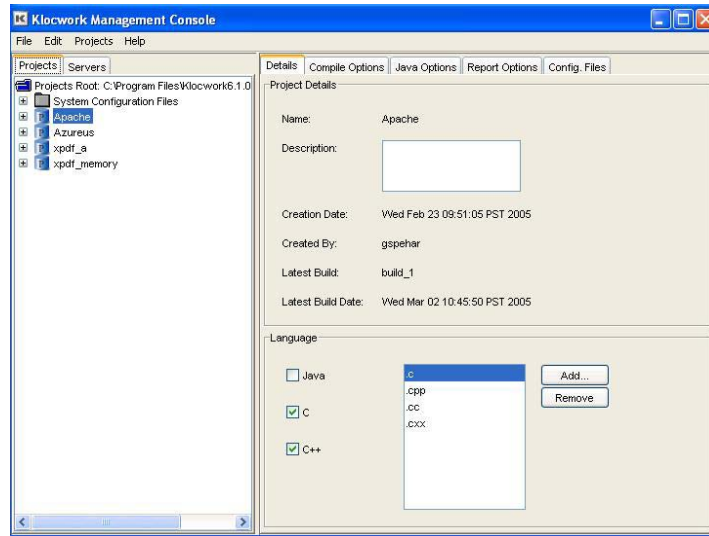 Klocwork Management Console
File Edit Projects Help
Projects Servers
Projects Root: C:\Program Files\Klocwork6.1.0
System Configuration Files
Apache
Azureus
xpdf_a
xpdf_memory
Details Compile Options Java Options Report Options Config. Files
Project Details
Name: Apache
Description:
Creation Date: Wed Feb 23 09:51:05 PST 2005
Created By: gspehar
Latest Build: build_1
Latest Build Date: Wed Mar 02 10:45:50 PST 2005
Language
Java
C
C++
.c
.cpp
.cc
.cxx
Add...
Remove